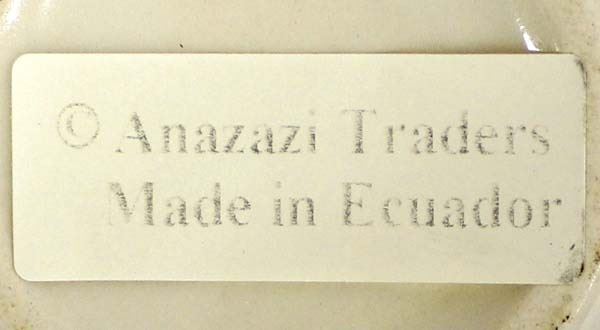 © Anazazi Traders
Made in Ecuador